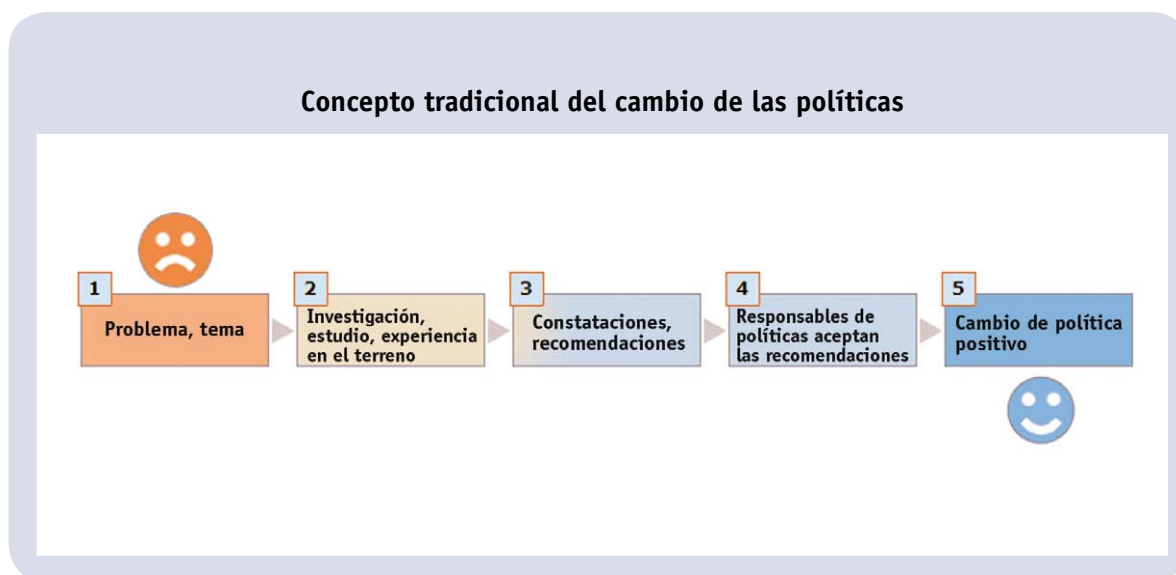 Concepto tradicional del cambio de las políticas
1
Problema, tema
2
Investigación,
estudio, experiencia
en el terreno
3
Constataciones,
recomendaciones
4
Responsables de
políticas aceptan
las recomendaciones
5
Cambio de política
positivo